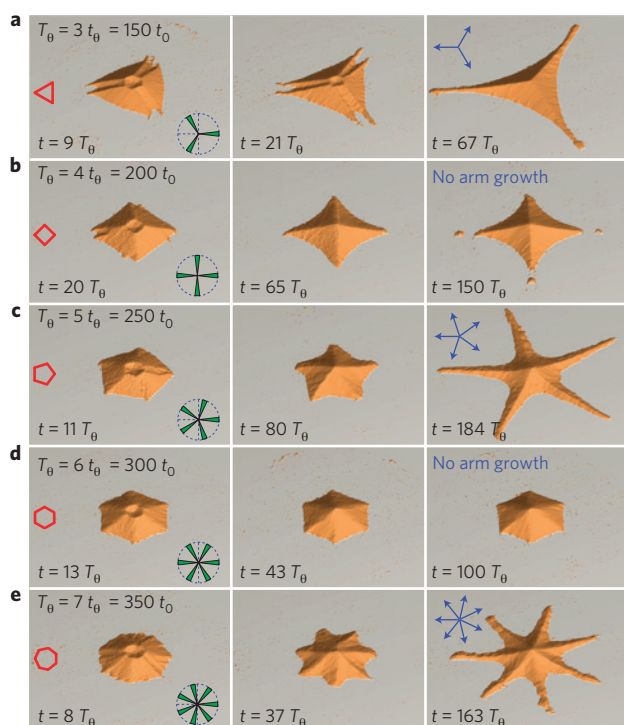 a
T_θ = 3 t_θ = 150 t_0
t = 9 T_θ
t = 21 T_θ
t = 67 T_θ
b
T_θ = 4 t_θ = 200 t_0
No arm growth
t = 20 T_θ
t = 65 T_θ
t = 150 T_θ
c
T_θ = 5 t_θ = 250 t_0
t = 11 T_θ
t = 80 T_θ
t = 184 T_θ
d
T_θ = 6 t_θ = 300 t_0
No arm growth
t = 13 T_θ
t = 43 T_θ
t = 100 T_θ
e
T_θ = 7 t_θ = 350 t_0
t = 8 T_θ
t = 37 T_θ
t = 163 T_θ